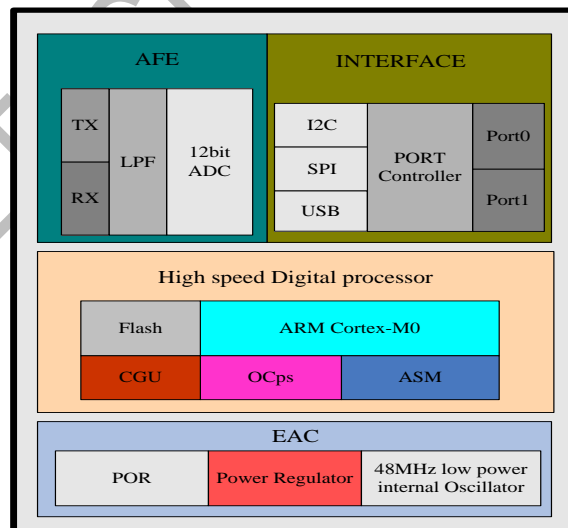 AFE
INTERFACE
TX
RX
LPF
12bit
ADC
I2C
SPI
USB
PORT
Controller
Port0
Port1
High speed Digital processor
Flash
ARM Cortex-M0
CGU
OCps
ASM
EAC
POR
Power Regulator
48MHz low power
internal Oscillator